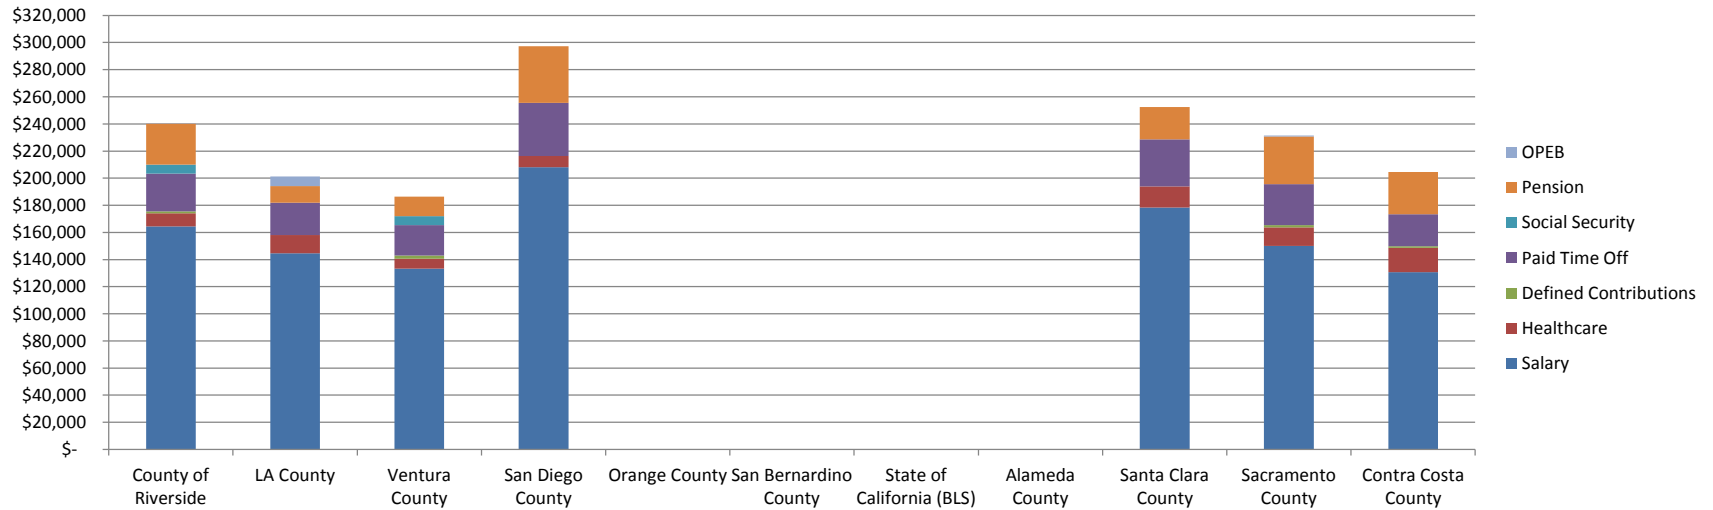 $320,000
$300,000
$280,000
$260,000
$240,000
$220,000
$200,000
$180,000
$160,000
$140,000
$120,000
$100,000
$80,000
$60,000
$40,000
$20,000
$-
County of
Riverside
LA County
Ventura
County
San Diego
County
Orange County
San Bernardino
County
State of
California (BLS)
Alameda
County
Santa Clara
County
Sacramento
County
Contra Costa
County
OPEB
Pension
Social Security
Paid Time Off
Defined Contributions
Healthcare
Salary